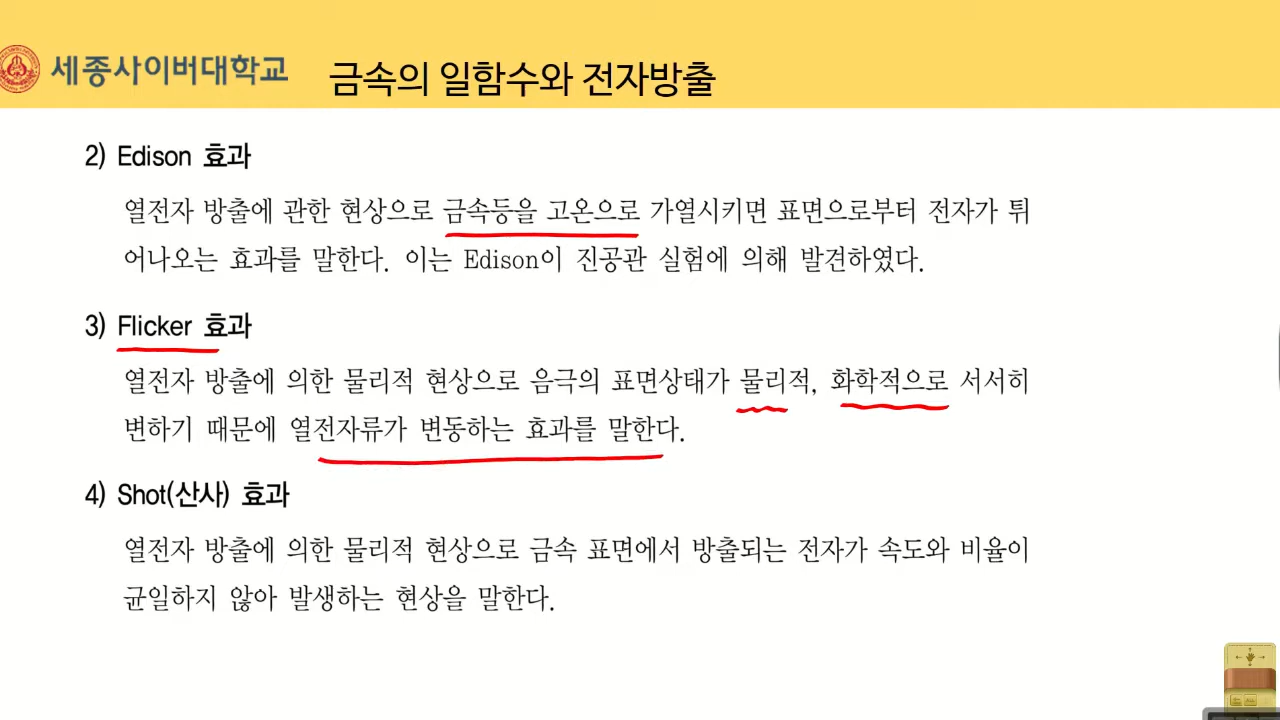 세종사이버대학교 금속의 일함수와 전자방출
2) Edison 효과
열전자 방출에 관한 현상으로 금속등을 고온으로 가열시키면 표면으로부터 전자가 튀
어나오는 효과를 말한다. 이는 Edison이 진공관 실험에 의해 발견하였다.
3) Flicker 효과
열전자 방출에 의한 물리적 현상으로 음극의 표면상태가 물리적, 화학적으로 서서히
변하기 때문에 열전자류가 변동하는 효과를 말한다.
4) Shot(산사) 효과
열전자 방출에 의한 물리적 현상으로 금속 표면에서 방출되는 전자가 속도와 비율이
균일하지 않아 발생하는 현상을 말한다.